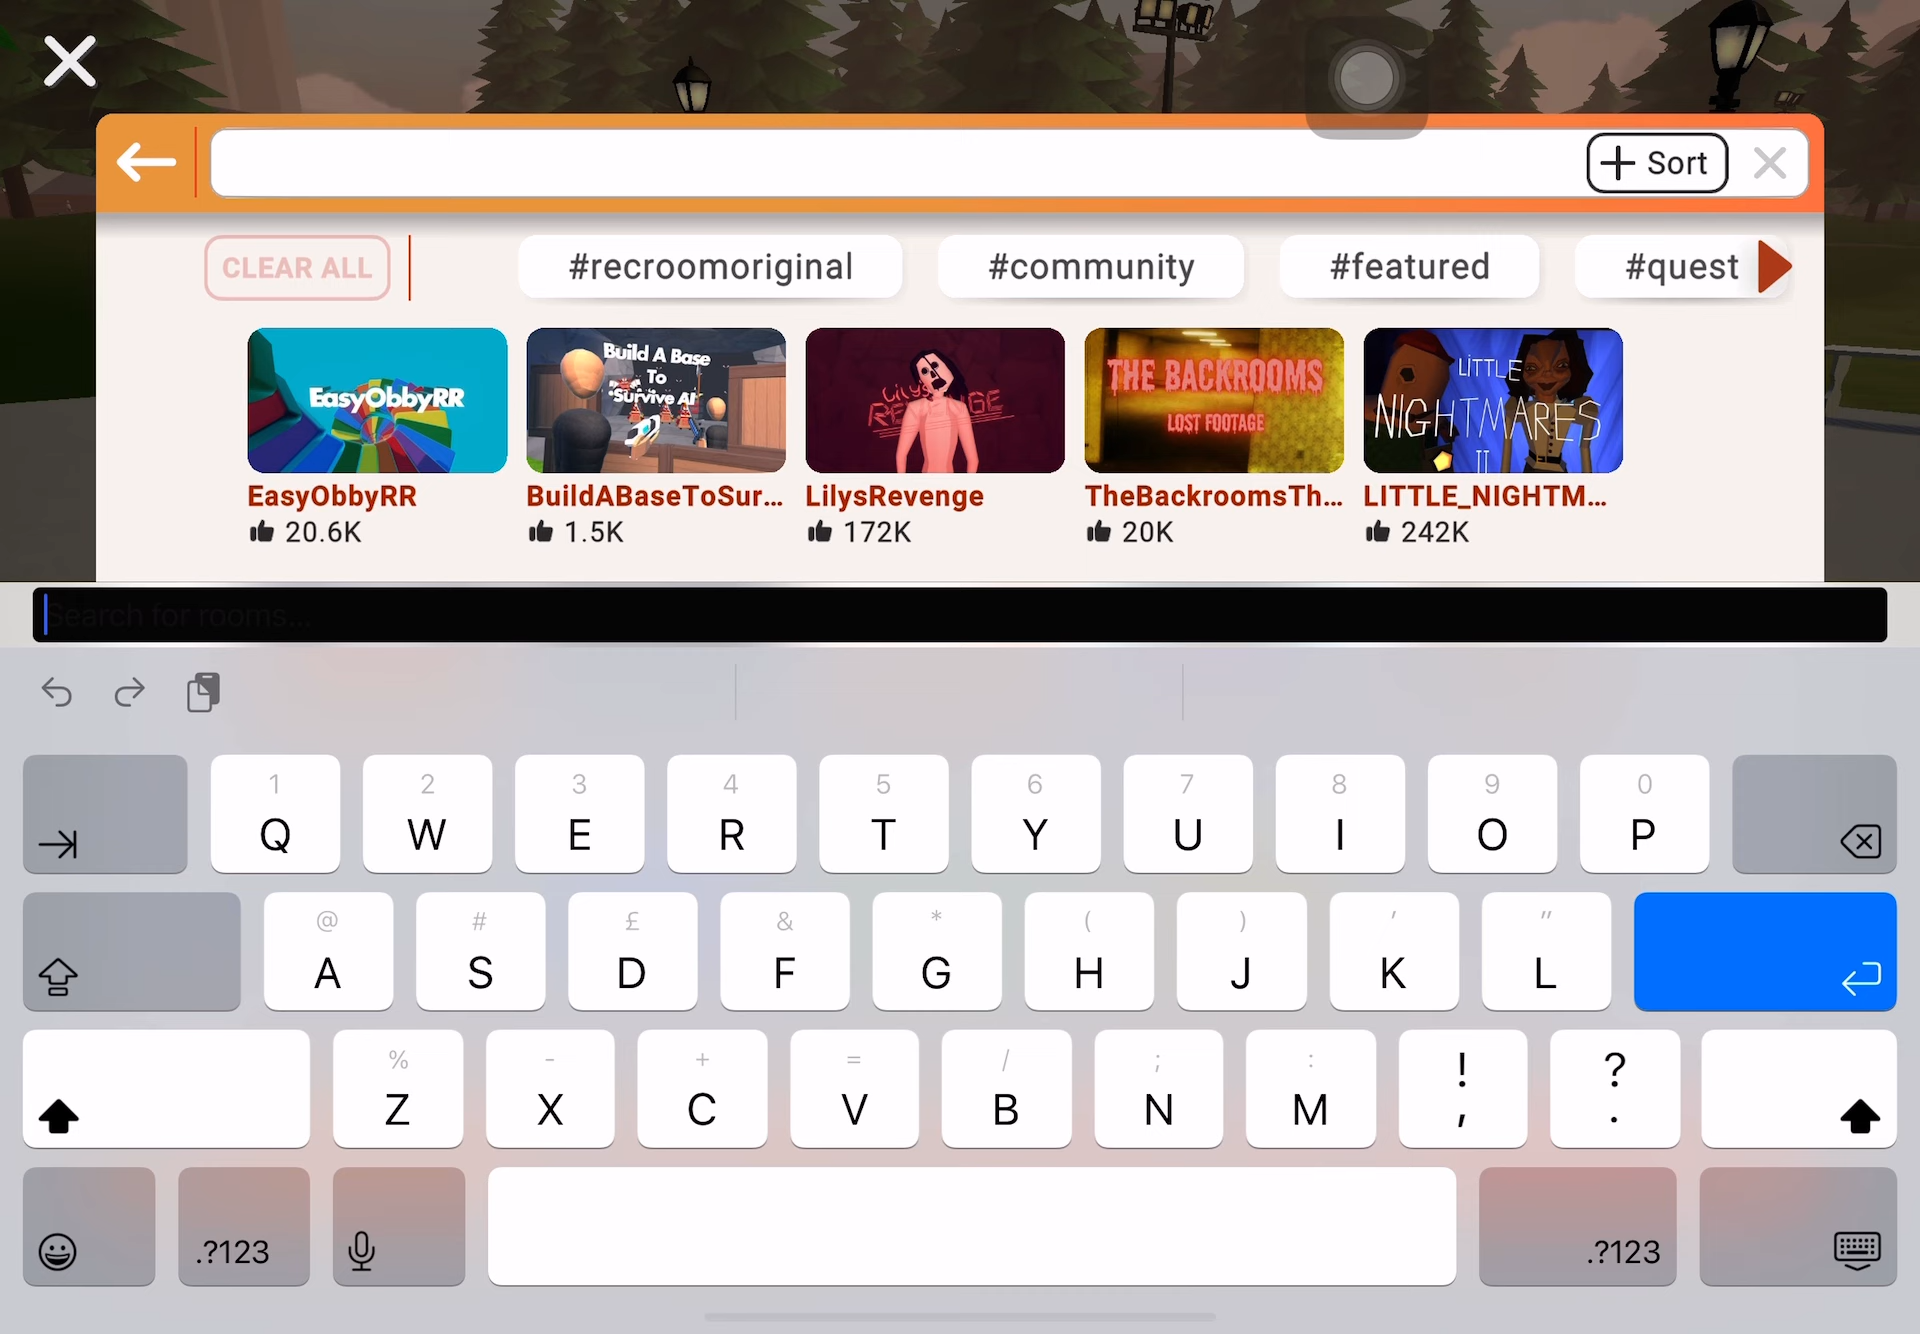 Sort
CLEAR ALL
#recroomoriginal
#community
#featured
#quest
EasyObbyRR
Build A Base
To
Survive AI
Lilys
REVENGE
THE BACKROOMS
LOST FOOTAGE
LITTLE
NIGHTMARES
II
EasyObbyRR
BuildABaseToSur...
LilysRevenge
TheBackroomsTh...
LITTLE_NIGHTM...
20.6K
1.5K
172K
20K
242K
Search for rooms...
1 2 3 4 5 6 7 8 9 0
Q W E R T Y U I O P
@ # £ & * ( ) ' "
A S D F G H J K L
% - + = / ; : ! ?
Z X C V B N M , .
.?123
.?123